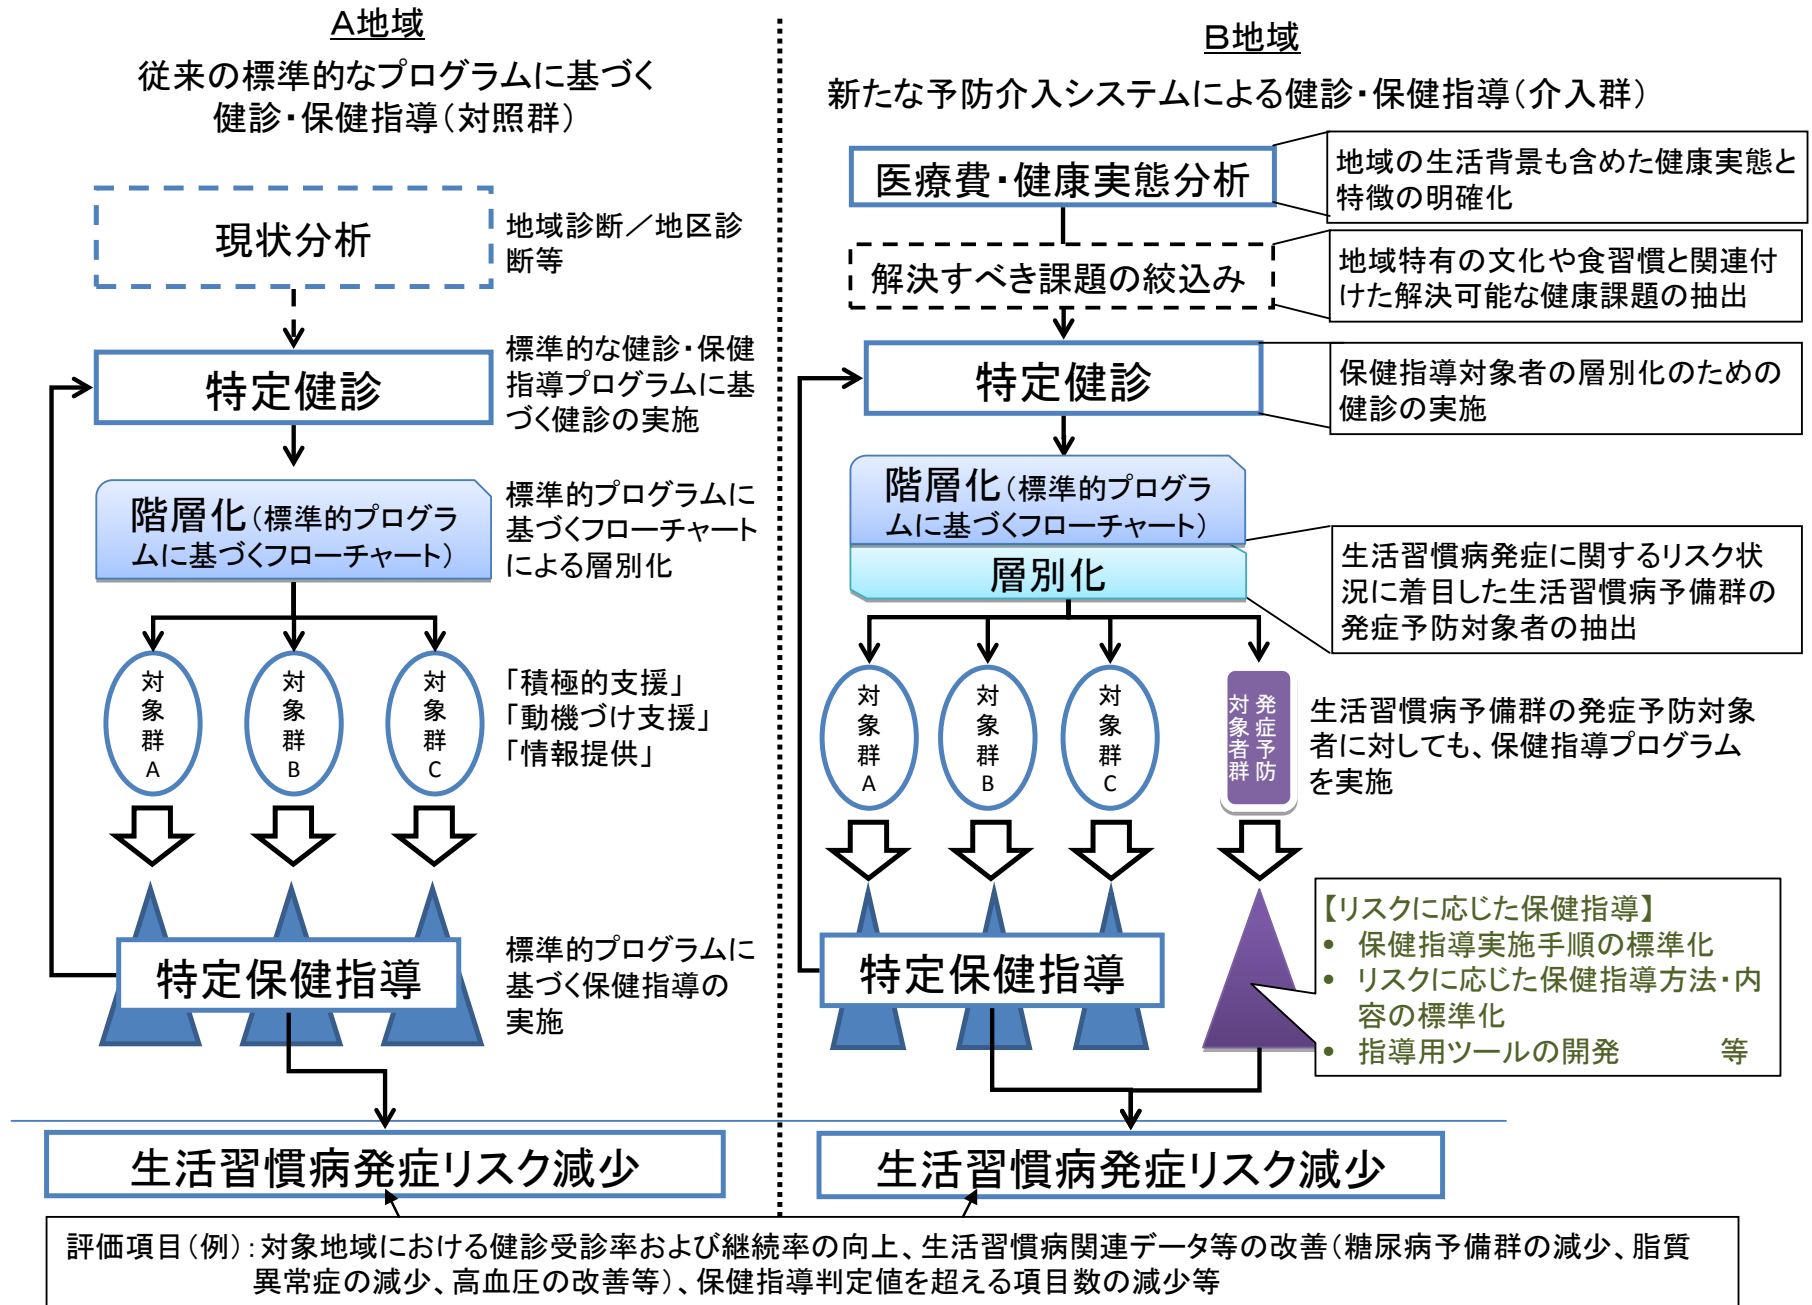 A地域
従来の標準的なプログラムに基づく
健診・保健指導（対照群）
現状分析
地域診断／地区診
断等
特定健診
標準的な健診・保健
指導プログラムに基
づく健診の実施
階層化（標準的プログラ
ムに基づくフローチャート）
標準的プログラムに
基づくフローチャート
による層別化
対象群A
対象群B
対象群C
「積極的支援」
「動機づけ支援」
「情報提供」
特定保健指導
標準的プログラムに
基づく保健指導の
実施
生活習慣病発症リスク減少
B地域
新たな予防介入システムによる健診・保健指導（介入群）
医療費・健康実態分析
地域の生活背景も含めた健康実態と
特徴の明確化
解決すべき課題の絞込み
地域特有の文化や食習慣と関連付
けた解決可能な健康課題の抽出
特定健診
保健指導対象者の層別化のための
健診の実施
階層化（標準的プログラ
ムに基づくフローチャート）
層別化
生活習慣病発症に関するリスク状
況に着目した生活習慣病予備群の
発症予防対象者の抽出
対象群A
対象群B
対象群C
発症予防
対象者群
生活習慣病予備群の発症予防対象
者に対しても、保健指導プログラム
を実施
特定保健指導
【リスクに応じた保健指導】
• 保健指導実施手順の標準化
• リスクに応じた保健指導方法・内
容の標準化
• 指導用ツールの開発　　　等
生活習慣病発症リスク減少
評価項目（例）：対象地域における健診受診率および継続率の向上、生活習慣病関連データ等の改善（糖尿病予備群の減少、脂質
異常症の減少、高血圧の改善等）、保健指導判定値を超える項目数の減少等